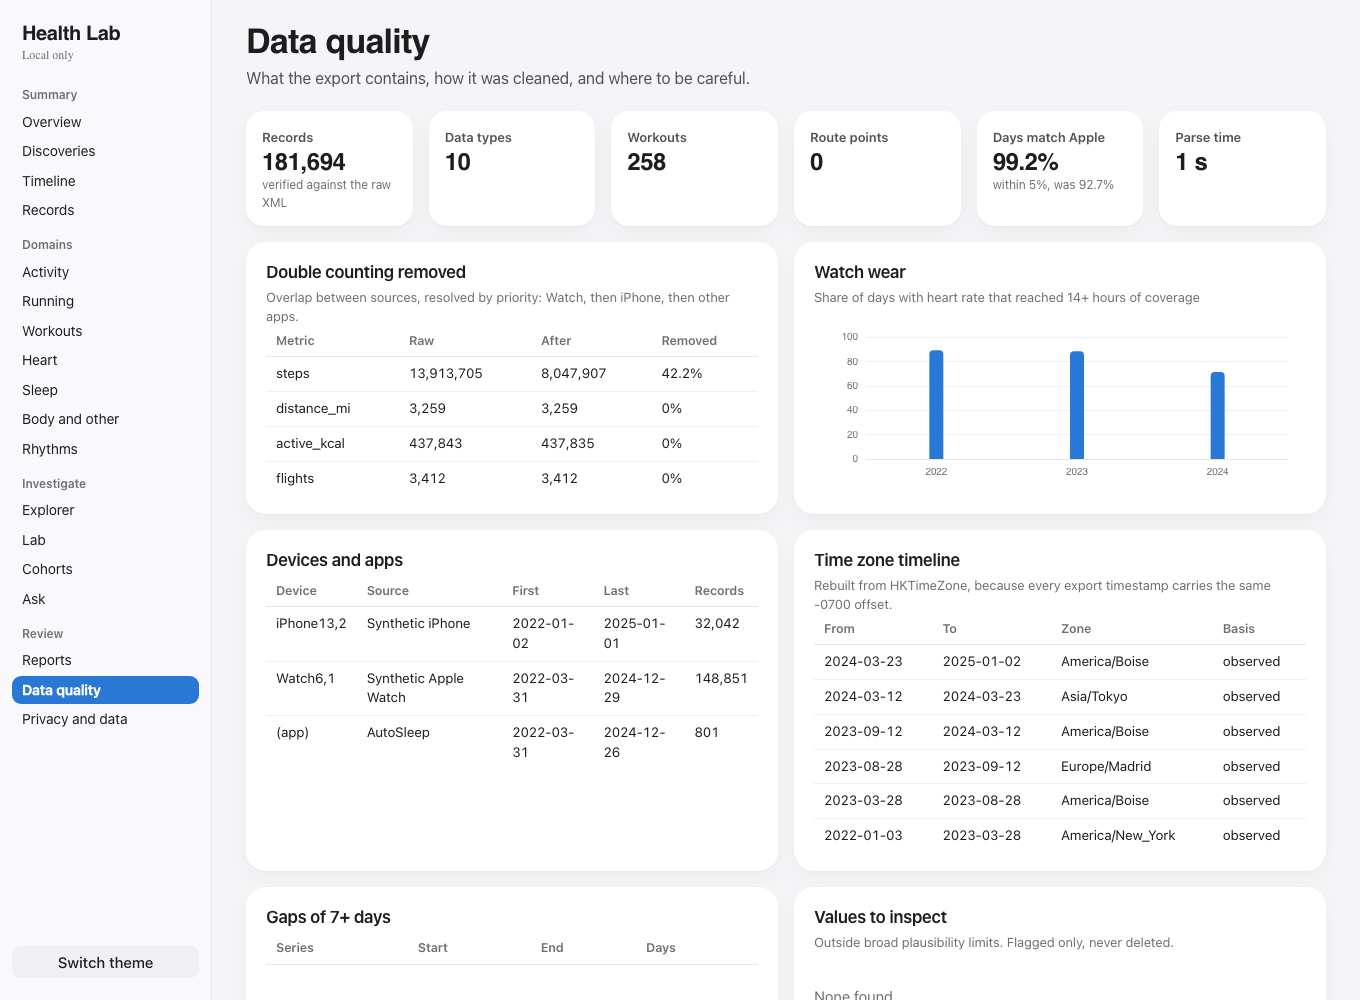 Health Lab
Local only
Summary
Overview
Discoveries
Timeline
Records
Domains
Activity
Running
Workouts
Heart
Sleep
Body and other
Rhythms
Investigate
Explorer
Lab
Cohorts
Ask
Review
Reports
Data quality
Privacy and data
Switch theme
Data quality
What the export contains, how it was cleaned, and where to be careful.
Records
181,694
verified against the raw
XML
Data types
10
Workouts
258
Route points
0
Days match Apple
99.2%
within 5%, was 92.7%
Parse time
1 s
Double counting removed
Overlap between sources, resolved by priority: Watch, then iPhone, then other
apps.
Metric Raw After Removed
steps 13,913,705 8,047,907 42.2%
distance_mi 3,259 3,259 0%
active_kcal 437,843 437,835 0%
flights 3,412 3,412 0%
Watch wear
Share of days with heart rate that reached 14+ hours of coverage
100
80
60
40
20
0
2022 2023 2024
Devices and apps
Device Source First Last Records
iPhone13,2 Synthetic iPhone 2022-01- 2025-01- 32,042
02 01
Watch6,1 Synthetic Apple 2022-03- 2024-12- 148,851
Watch 31 29
(app) AutoSleep 2022-03- 2024-12- 801
31 26
Time zone timeline
Rebuilt from HKTimeZone, because every export timestamp carries the same
-0700 offset.
From To Zone Basis
2024-03-23 2025-01-02 America/Boise observed
2024-03-12 2024-03-23 Asia/Tokyo observed
2023-09-12 2024-03-12 America/Boise observed
2023-08-28 2023-09-12 Europe/Madrid observed
2023-03-28 2023-08-28 America/Boise observed
2022-01-03 2023-03-28 America/New_York observed
Gaps of 7+ days
Series Start End Days
Values to inspect
Outside broad plausibility limits. Flagged only, never deleted.
None found